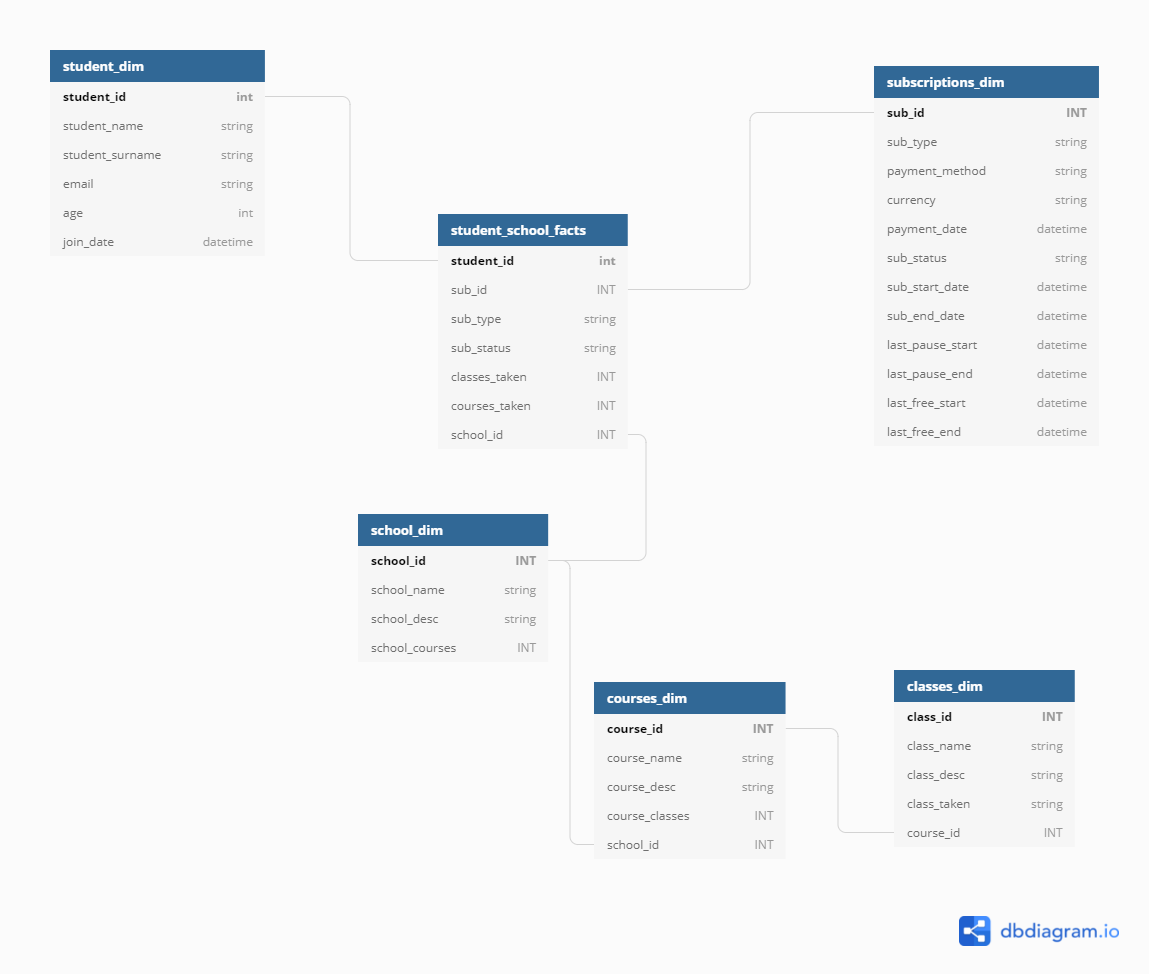 student_dim
student_id int
student_name string
student_surname string
email string
age int
join_date datetime
subscriptions_dim
sub_id INT
sub_type string
payment_method string
currency string
payment_date datetime
sub_status string
sub_start_date datetime
sub_end_date datetime
last_pause_start datetime
last_pause_end datetime
last_free_start datetime
last_free_end datetime
student_school_facts
student_id int
sub_id INT
sub_type string
sub_status string
classes_taken INT
courses_taken INT
school_id INT
school_dim
school_id INT
school_name string
school_desc string
school_courses INT
courses_dim
course_id INT
course_name string
course_desc string
course_classes INT
school_id INT
classes_dim
class_id INT
class_name string
class_desc string
class_taken string
course_id INT
dbdiagram.io